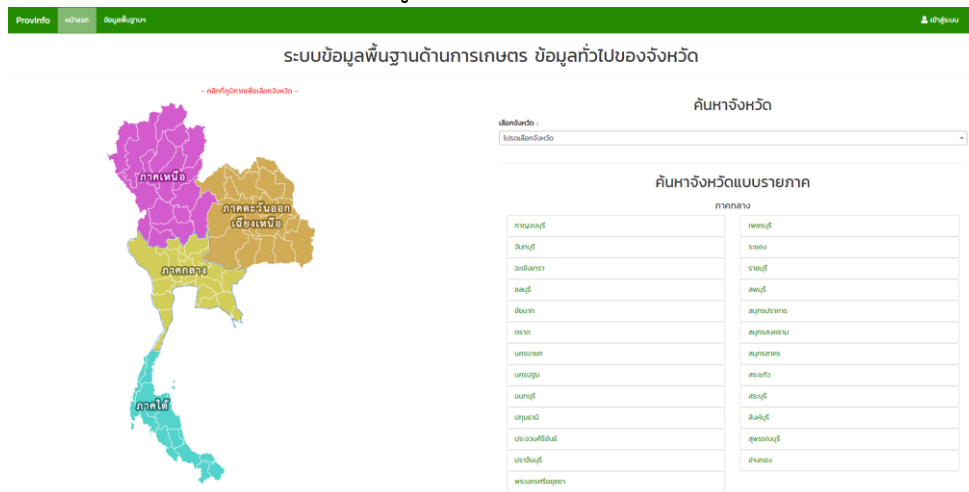 ProvInfo หน้าแรก ข้อมูลพื้นฐานฯ เข้าสู่ระบบ
ระบบข้อมูลพื้นฐานด้านการเกษตร ข้อมูลทั่วไปของจังหวัด
- คลิกที่ภูมิภาคเพื่อเลือกจังหวัด -
ภาคเหนือ
ภาคตะวันออก
เฉียงเหนือ
ภาคกลาง
ภาคใต้
ค้นหาจังหวัด
เลือกจังหวัด :
โปรดเลือกจังหวัด
ค้นหาจังหวัดแบบรายภาค
ภาคกลาง
กาญจนบุรี
จันทบุรี
ฉะเชิงเทรา
ชลบุรี
ชัยนาท
ตราด
นครนายก
นครปฐม
นนทบุรี
ปทุมธานี
ประจวบคีรีขันธ์
ปราจีนบุรี
พระนครศรีอยุธยา
เพชรบุรี
ระยอง
ราชบุรี
ลพบุรี
สมุทรปราการ
สมุทรสงคราม
สมุทรสาคร
สระแก้ว
สระบุรี
สิงห์บุรี
สุพรรณบุรี
อ่างทอง